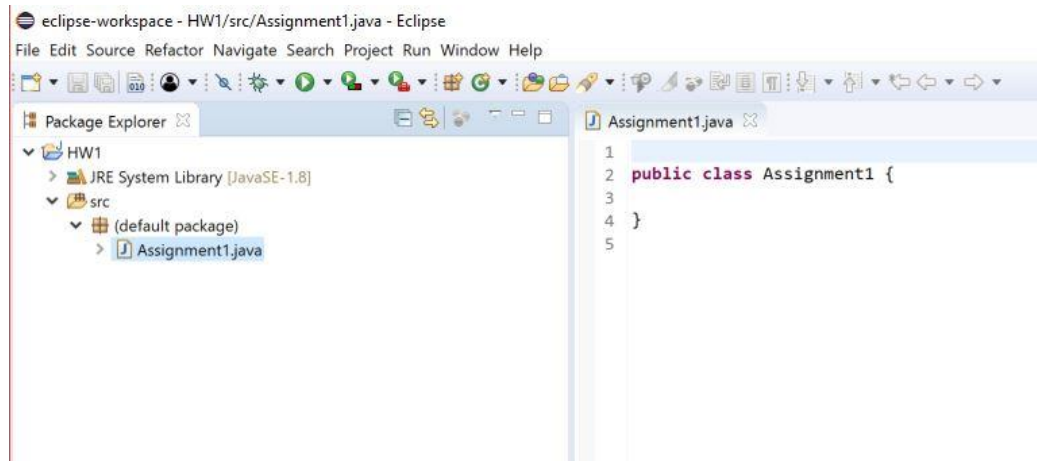 eclipse-workspace - HW1/src/Assignment1.java - Eclipse
File Edit Source Refactor Navigate Search Project Run Window Help
010
Package Explorer
HW1
JRE System Library [JavaSE-1.8]
src
(default package)
J Assignment1.java
J Assignment1.java
1
2 public class Assignment1 {
3
4 }
5